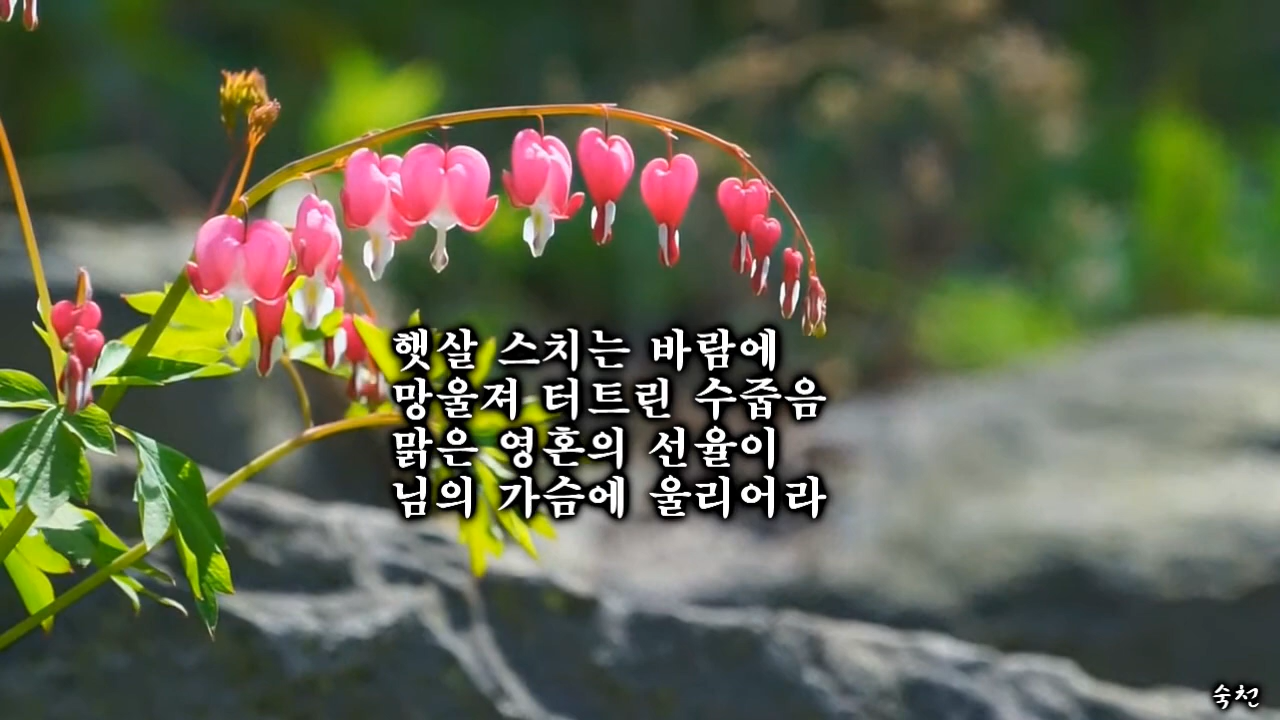 햇살 스치는 바람에
망울져 터트린 수줍음
맑은 영혼의 선율이
님의 가슴에 울리어라
숙천